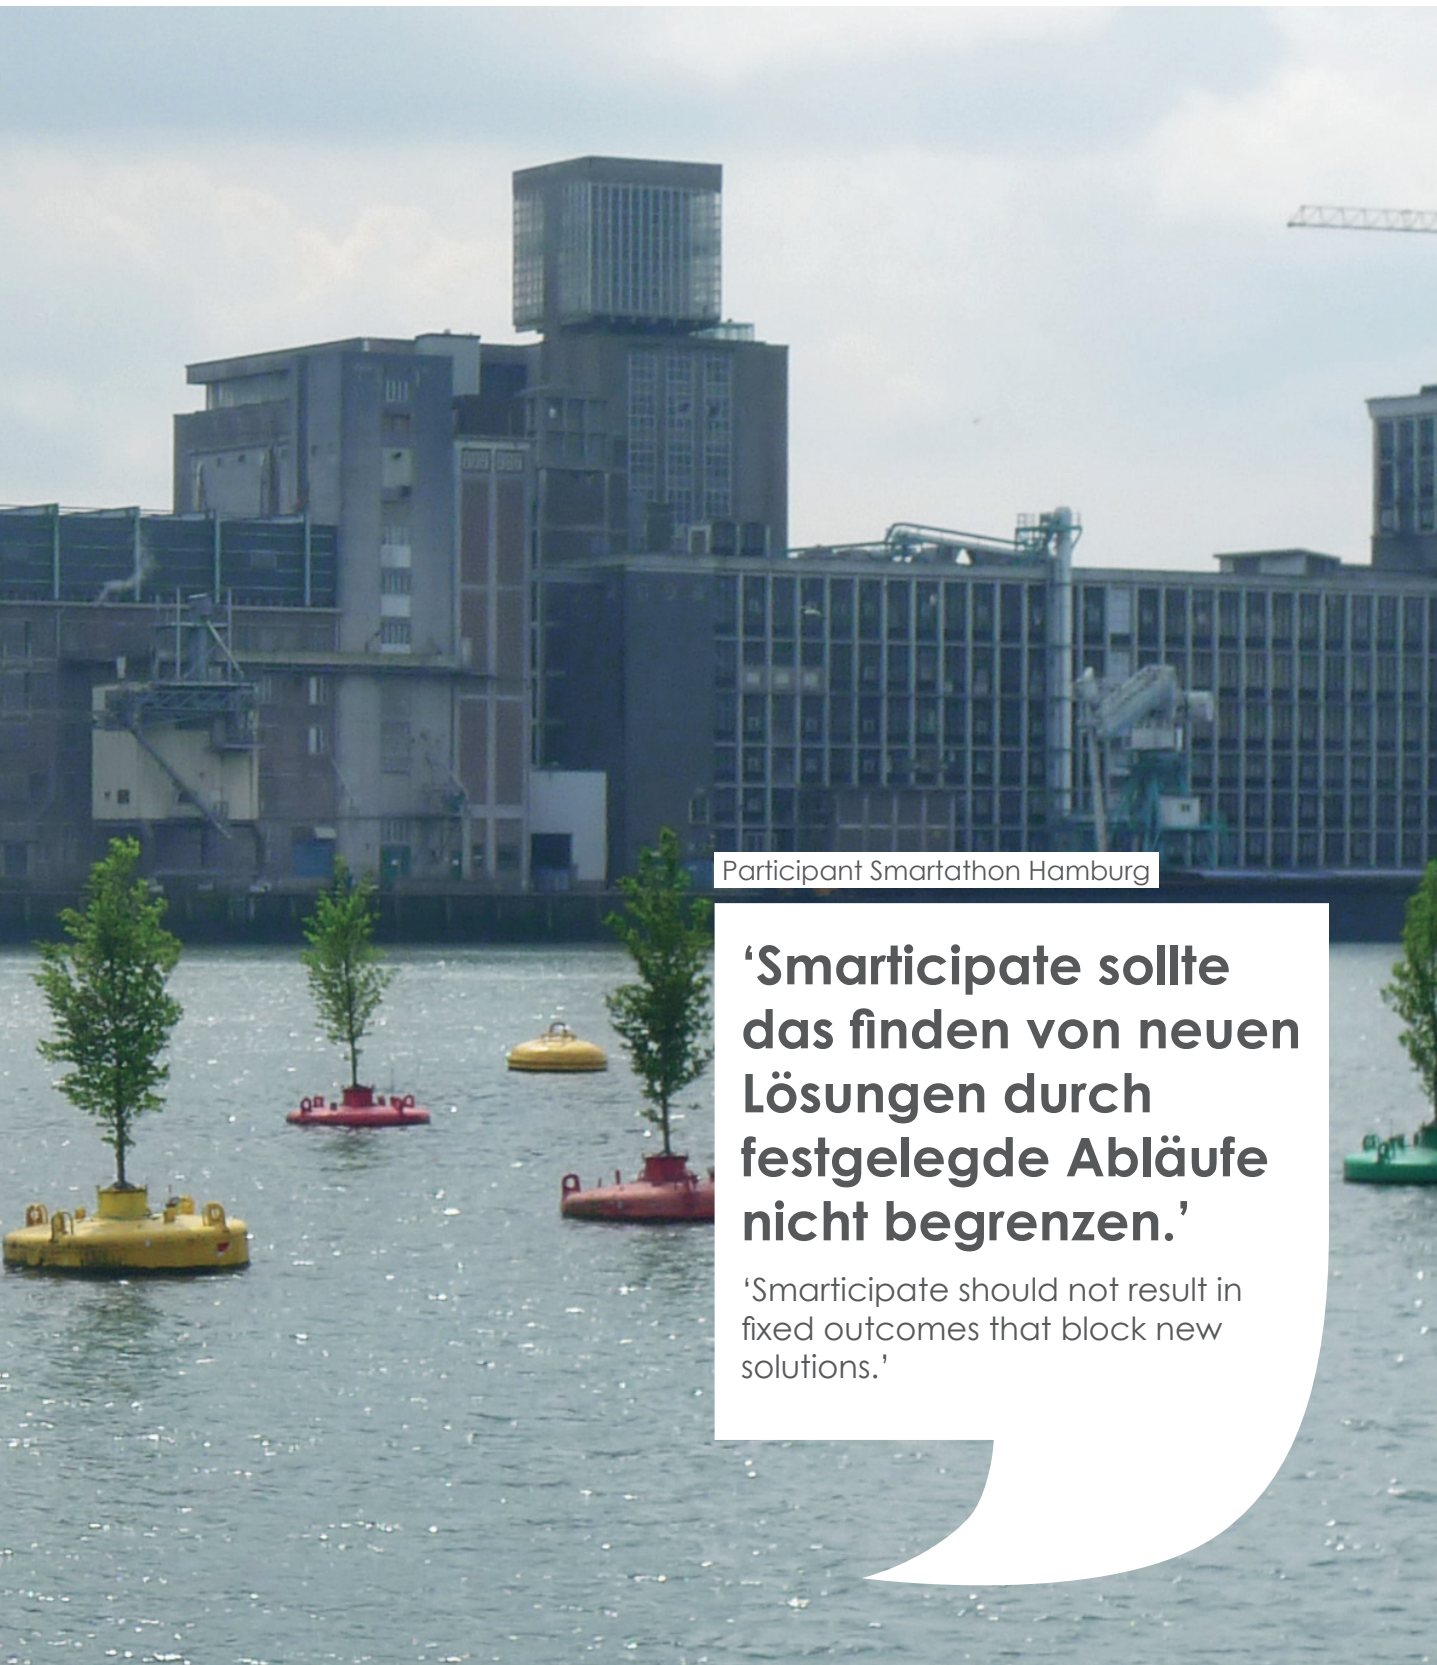 Participant Smartathon Hamburg
‘Smarticipate sollte
das finden von neuen
Lösungen durch
festgelegde Abläufe
nicht begrenzen.’
‘Smarticipate should not result in
fixed outcomes that block new
solutions.’